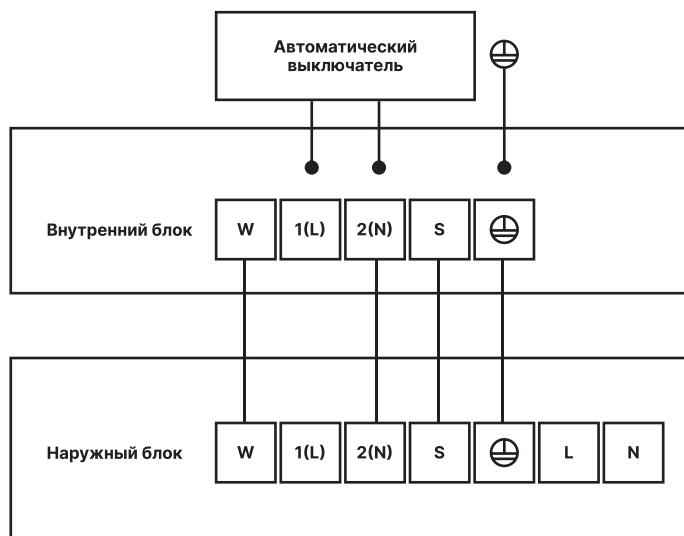 Автоматический
выключатель
Внутренний блок W 1(L) 2(N) S
Наружный блок W 1(L) 2(N) S L N